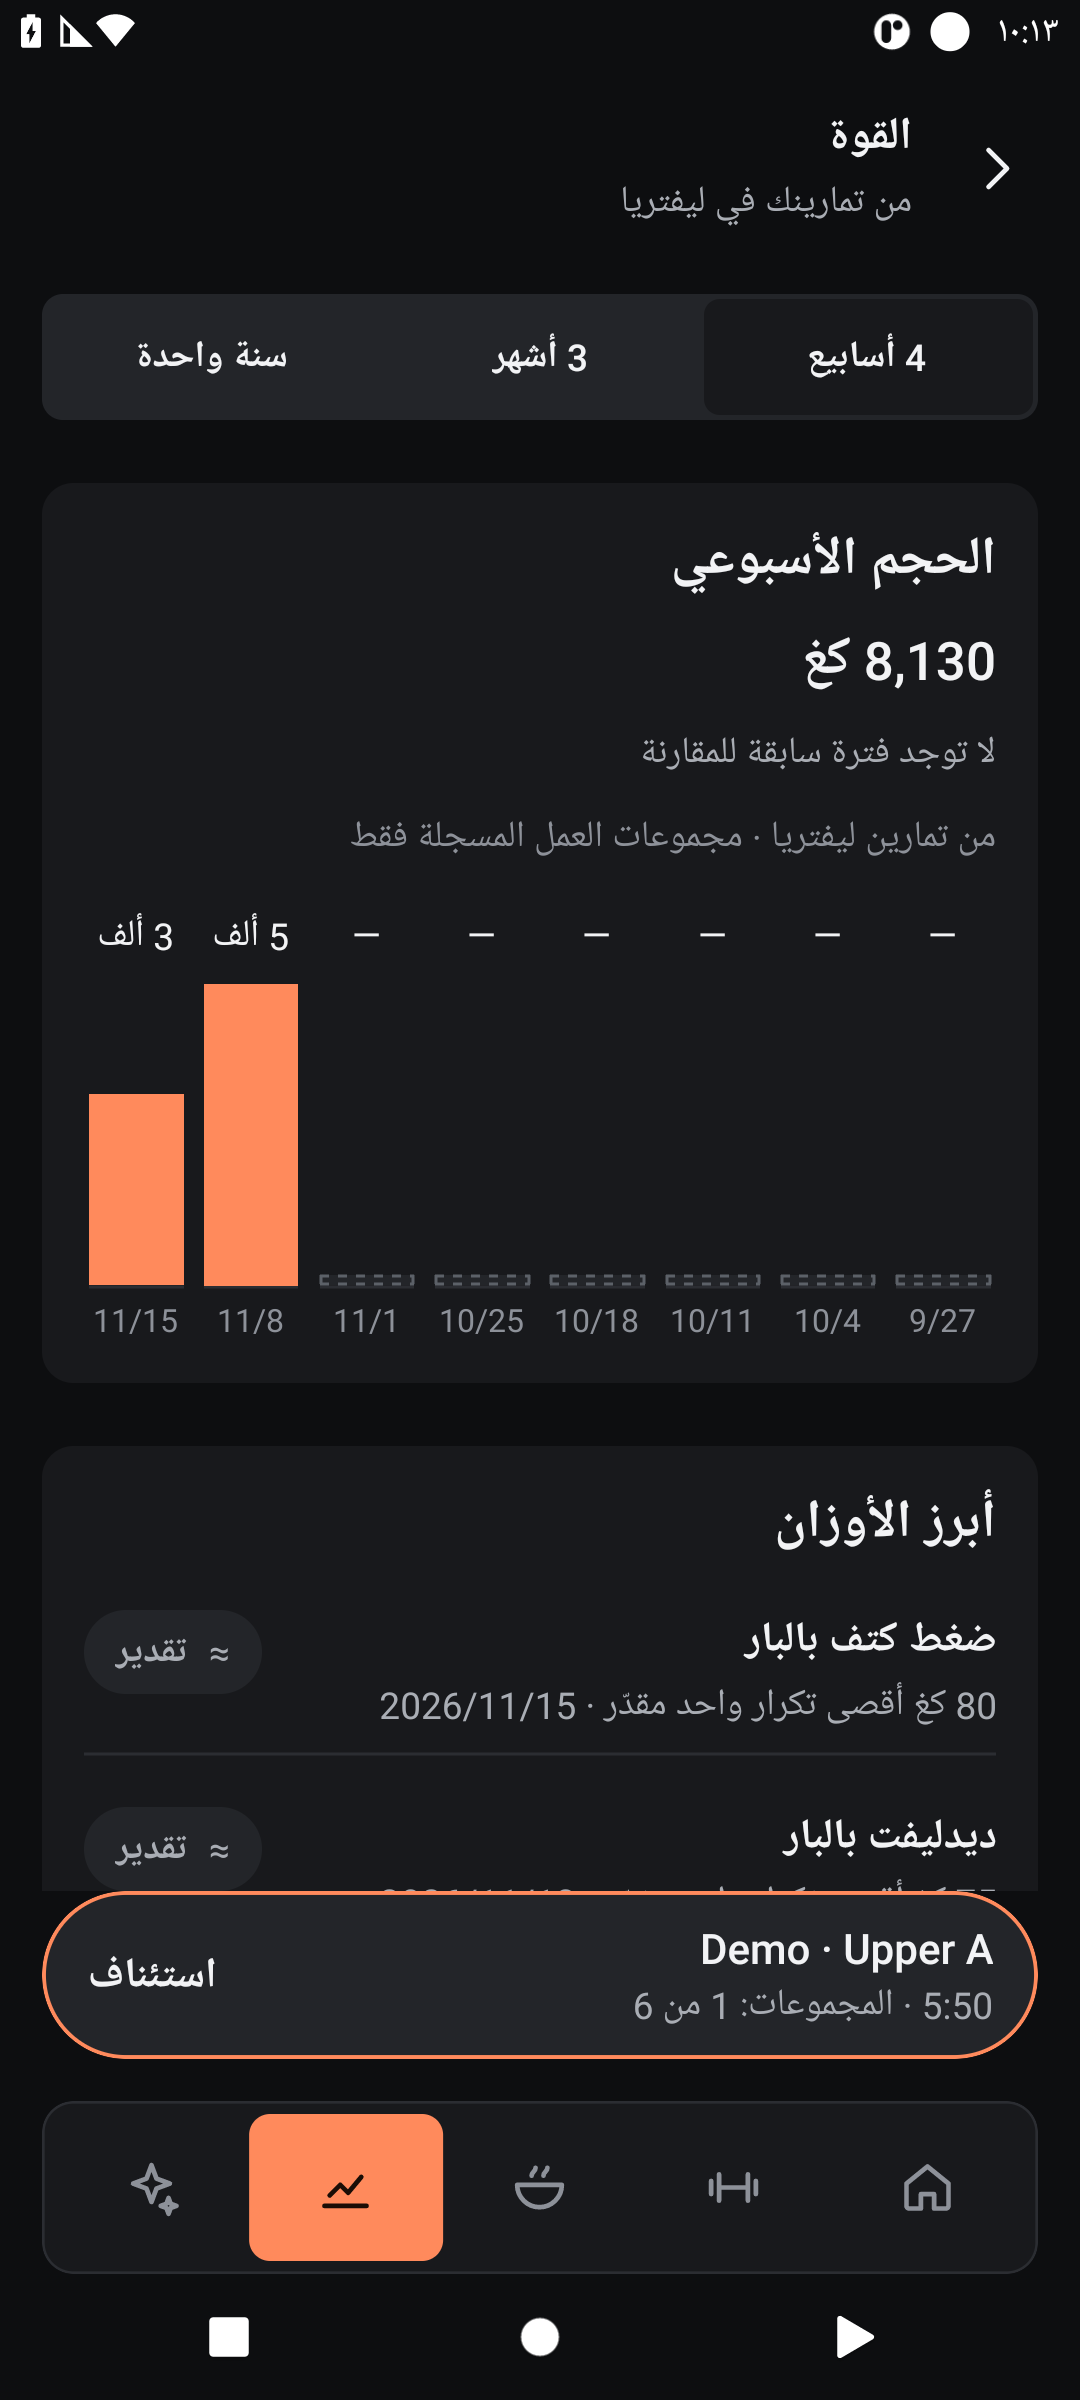 ١٠:١٣
القوة
من تمارينك في ليفتريا
4 أسابيع
3 أشهر
سنة واحدة
الحجم الأسبوعي
8,130 كغ
لا توجد فترة سابقة للمقارنة
من تمارين ليفتريا · مجموعات العمل المسجلة فقط
– – – – – – 5 ألف 3 ألف
9/27 10/4 10/11 10/18 10/25 11/1 11/8 11/15
أبرز الأوزان
ضغط كتف بالبار
≈ تقدير
80 كغ أقصى تكرار واحد مقدّر · 2026/11/15
ديدليفت بالبار
≈ تقدير
Demo · Upper A
5:50 · المجموعات: 1 من 6
استئناف